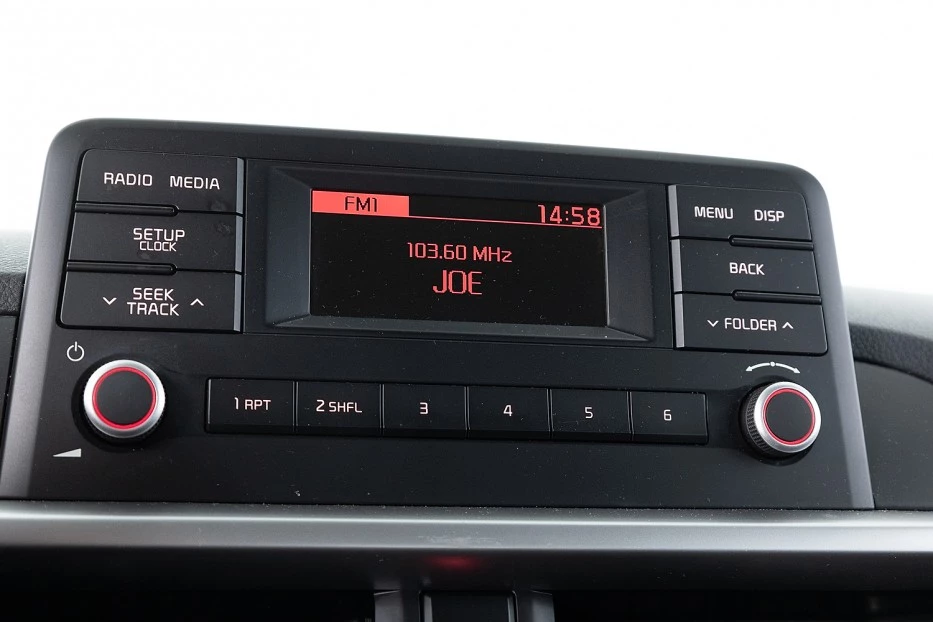 RADIO MEDIA
SETUP
CLOCK
SEEK
TRACK
FM1 14:58
103.60 MHz
JOE
MENU DISP
BACK
FOLDER
1 RPT 2 SHFL 3 4 5 6